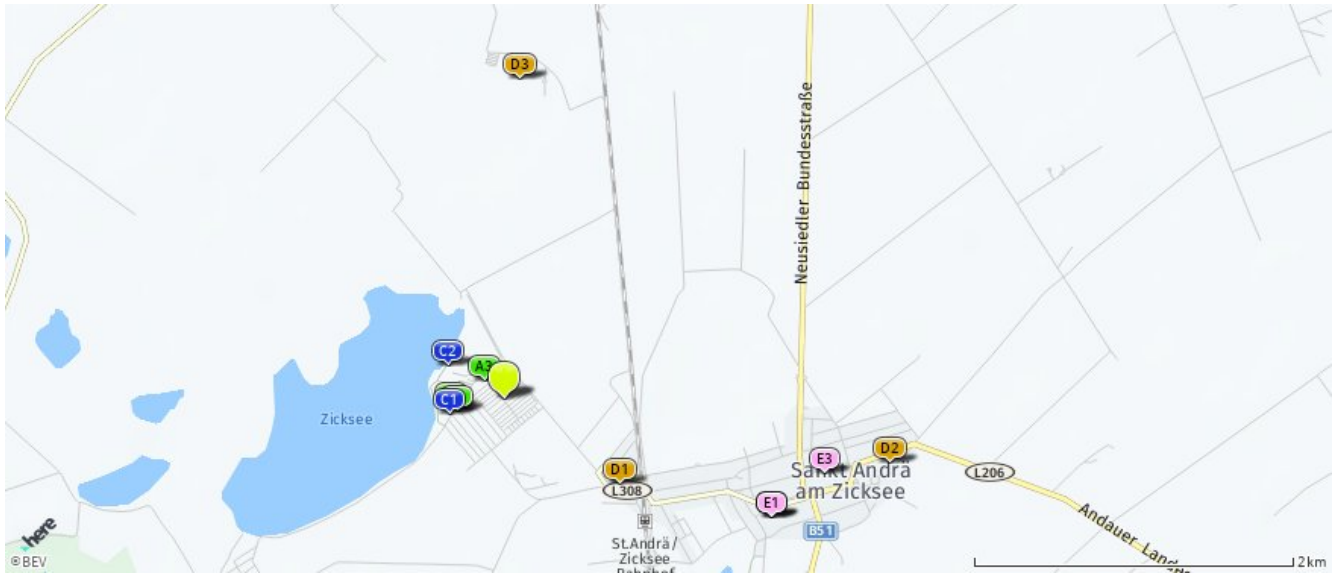 D3
Neusiedler Bundesstraße
C2
A3
C1
Zicksee
D1
L308
E3
D2
Sankt Andrä
am Zicksee
L206
E1
B51
Andauer
St.Andrä /
Zicksee
Bahnhof
here
©BEV
2km